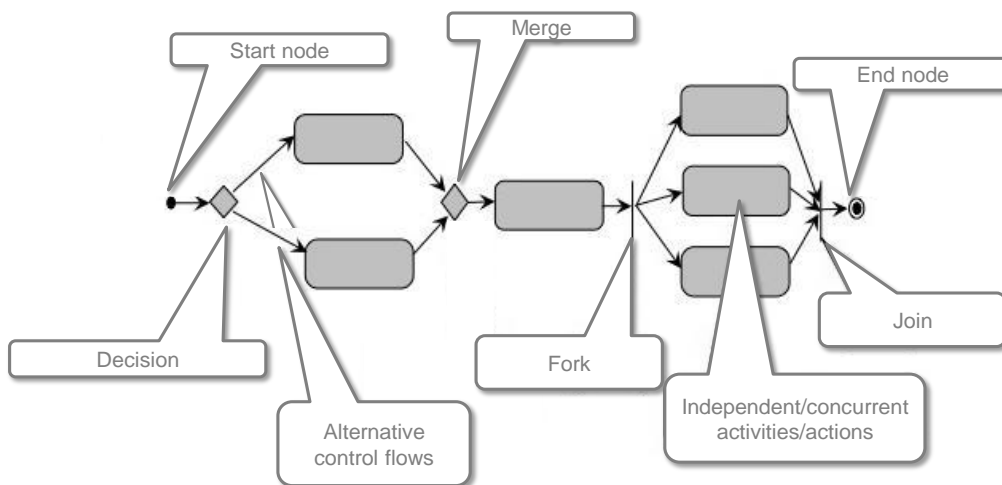 Start node
Merge
End node
Decision
Alternative
control flows
Fork
Independent/concurrent
activities/actions
Join